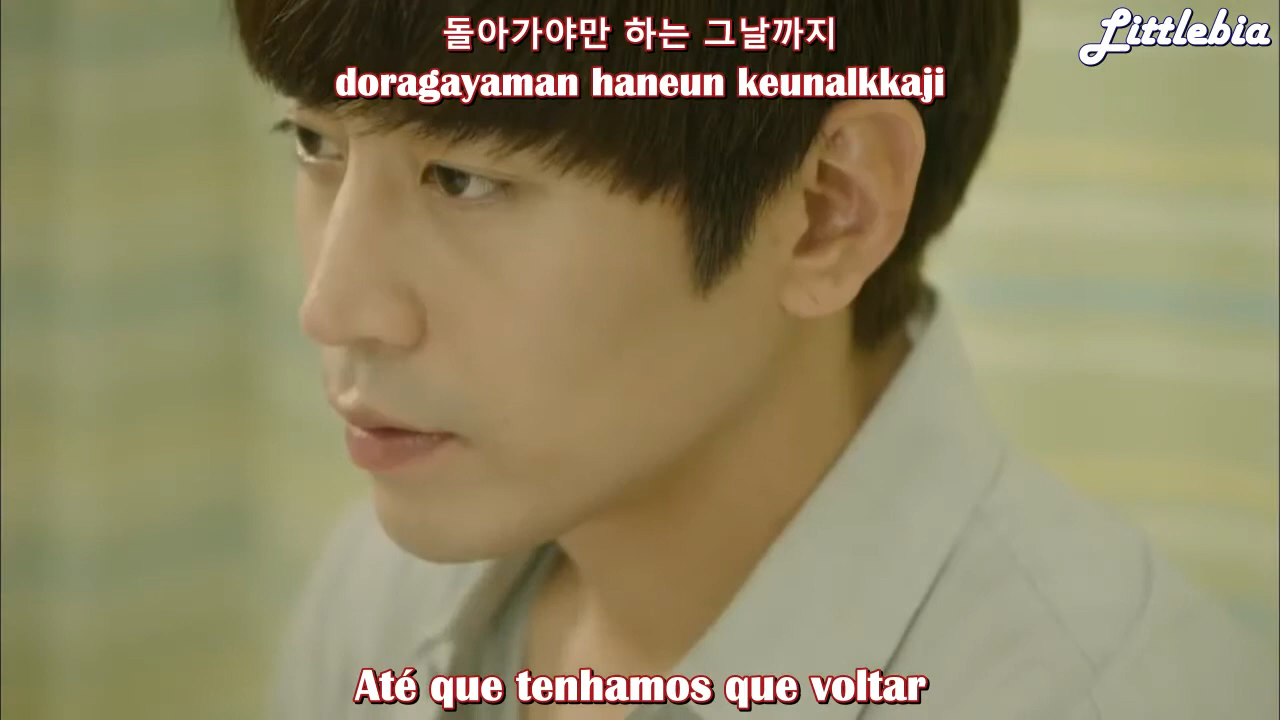 돌아가야만 하는 그날까지
Littlebia
doragayaman haneun keunalkkaji
Até que tenhamos que voltar